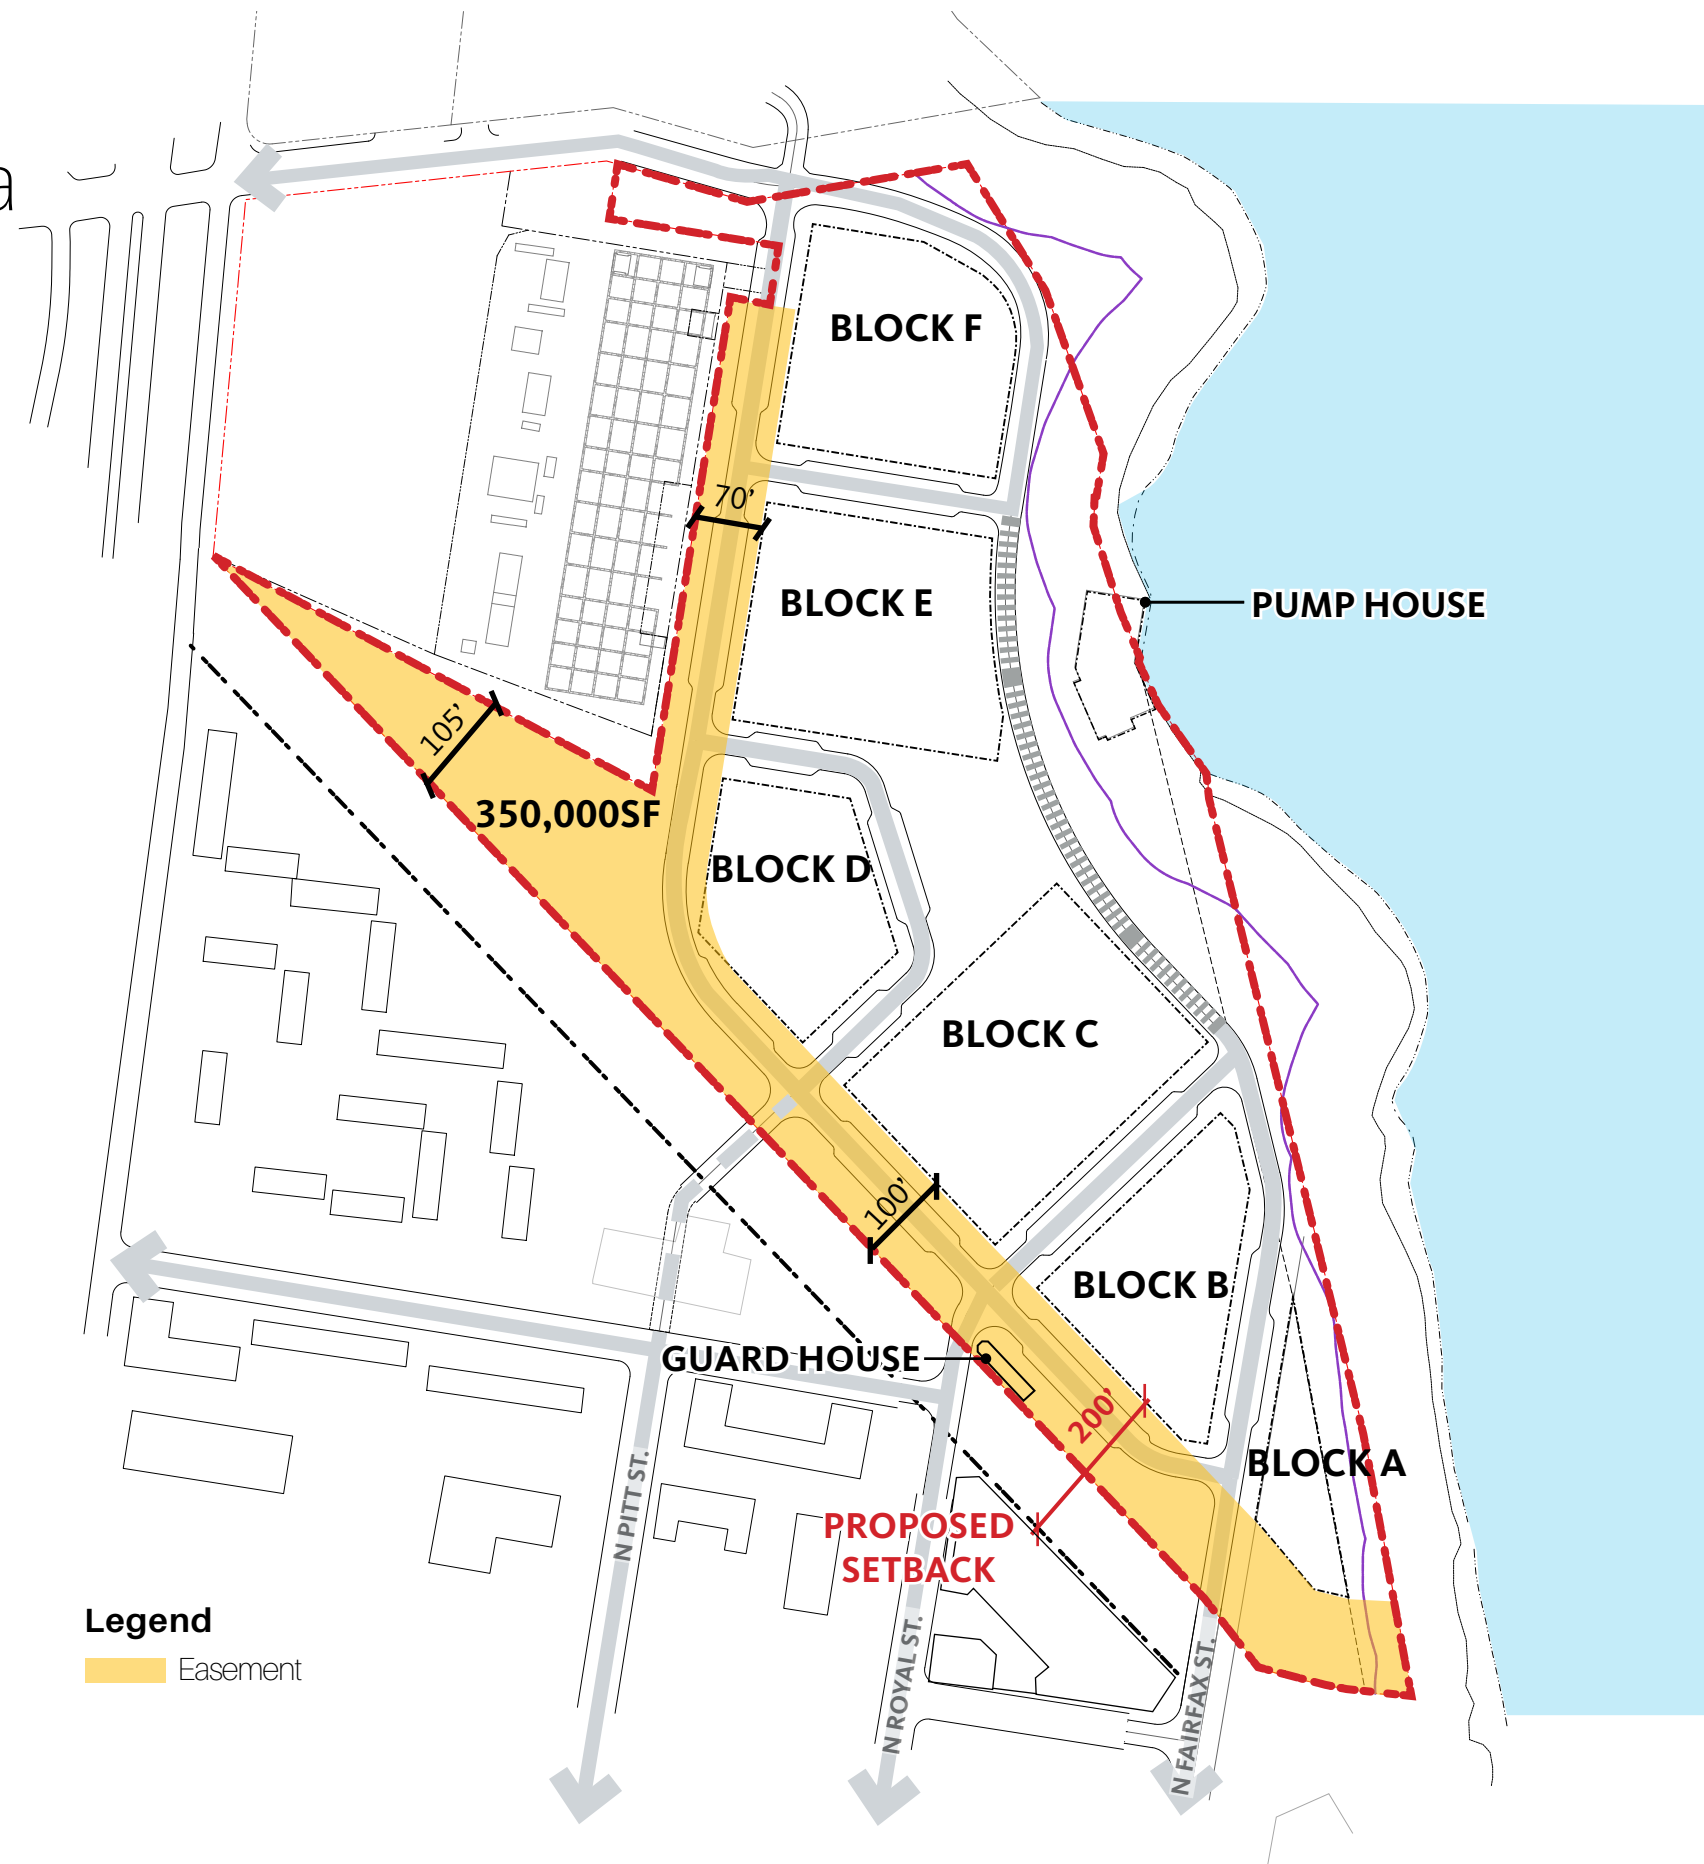 a
BLOCK F
70’
BLOCK E
PUMP HOUSE
105’
350,000SF
BLOCK D
BLOCK C
100’
BLOCK B
GUARD HOUSE
200’
BLOCK A
PROPOSED
SETBACK
N PITT ST.
N ROYAL ST.
N FAIRFAX ST.
Legend
Easement